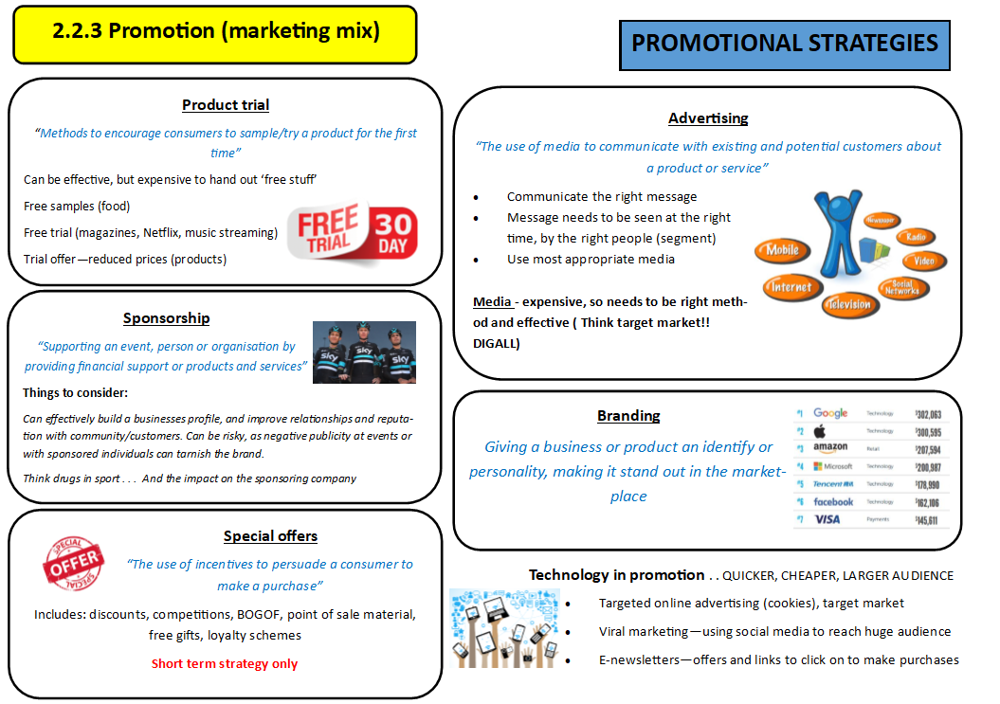 2.2.3 Promotion (marketing mix)
PROMOTIONAL STRATEGIES
Product trial
“Methods to encourage consumers to sample/try a product for the first
time”
Can be effective, but expensive to hand out ‘free stuff’
Free samples (food)
Free trial (magazines, Netflix, music streaming)
Trial offer—reduced prices (products)
FREE
TRIAL
30
DAY
Sponsorship
“Supporting an event, person or organisation by
providing financial support or products and services”
sky
sky
sky
Things to consider:
Can effectively build a businesses profile, and improve relationships and reputa-
tion with community/customers. Can be risky, as negative publicity at events or
with sponsored individuals can tarnish the brand.
Think drugs in sport . . .  And the impact on the sponsoring company
SPECIAL
OFFER
SPECIAL
Special offers
“The use of incentives to persuade a consumer to
make a purchase”
Includes: discounts, competitions, BOGOF, point of sale material,
free gifts, loyalty schemes
Short term strategy only
Advertising
“The use of media to communicate with existing and potential customers about
a product or service”
• Communicate the right message
• Message needs to be seen at the right
time, by the right people (segment)
• Use most appropriate media
Media - expensive, so needs to be right meth-
od and effective ( Think target market!!
DIGALL)
Newspaper
Radio
Video
Social
Networks
Television
Internet
Mobile
Branding
Giving a business or product an identify or
personality, making it stand out in the market-
place
#1 Google Technology $302,063
#2 Technology $300,595
#3 amazon Retail $207,594
#4 Microsoft Technology $200,987
#5 Tencent Technology $178,990
#6 facebook Technology $162,106
#7 VISA Payments $145,611
Technology in promotion . . QUICKER, CHEAPER, LARGER AUDIENCE
• Targeted online advertising (cookies), target market
• Viral marketing—using social media to reach huge audience
• E-newsletters—offers and links to click on to make purchases